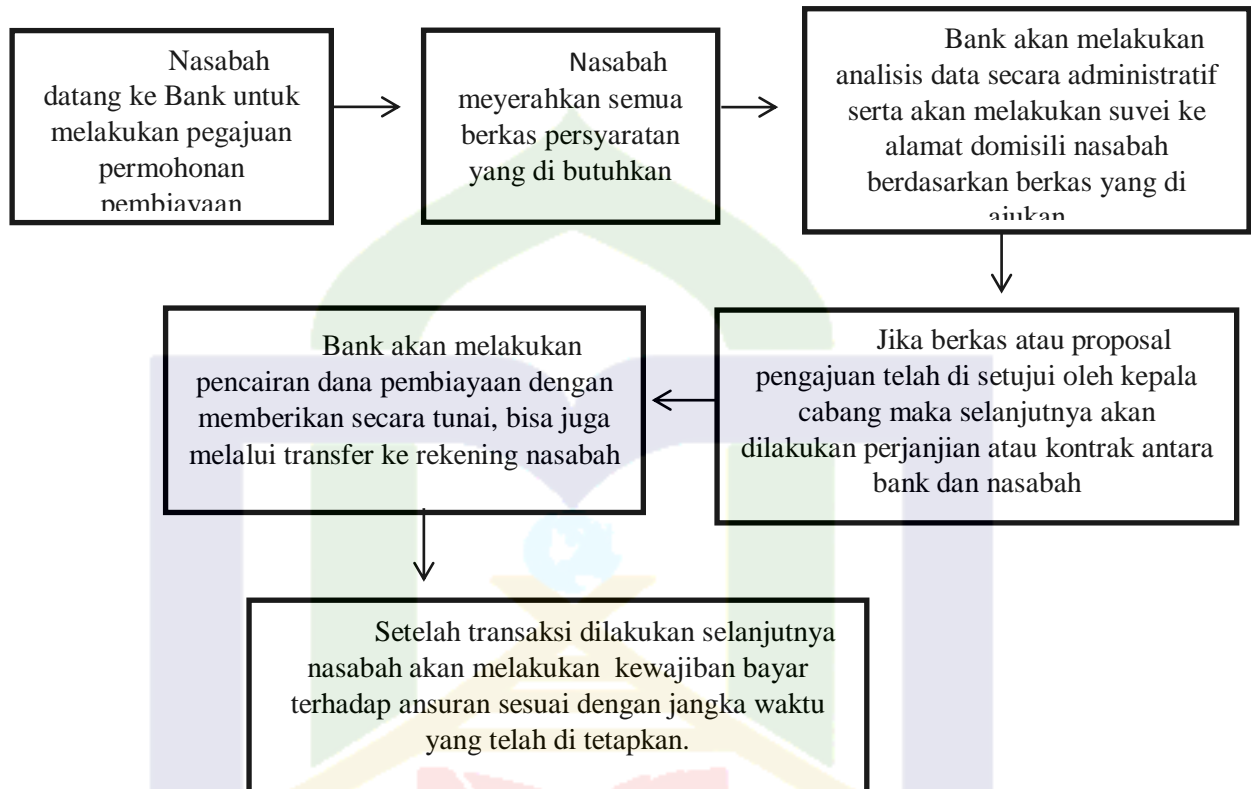 Nasabah
datang ke Bank untuk
melakukan pegajuan
permohonan
pembiayaan
Nasabah
meyerahkan semua
berkas persyaratan
yang di butuhkan
Bank akan melakukan
analisis data secara administratif
serta akan melakukan suvei ke
alamat domisili nasabah
berdasarkan berkas yang di
ajukan
Jika berkas atau proposal
pengajuan telah di setujui oleh kepala
cabang maka selanjutnya akan
dilakukan perjanjian atau kontrak antara
bank dan nasabah
Bank akan melakukan
pencairan dana pembiayaan dengan
memberikan secara tunai, bisa juga
melalui transfer ke rekening nasabah
Setelah transaksi dilakukan selanjutnya
nasabah akan melakukan  kewajiban bayar
terhadap ansuran sesuai dengan jangka waktu
yang telah di tetapkan.